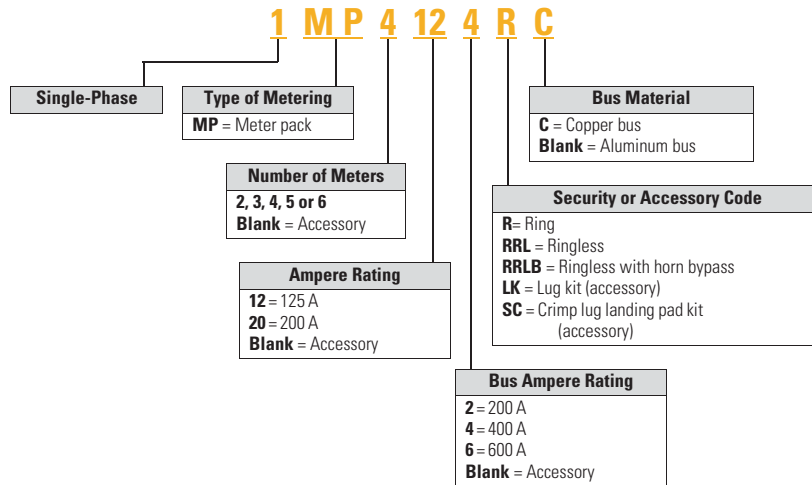 1 MP 4 12 4 R C
Single-Phase
Type of Metering
MP = Meter pack
Number of Meters
2, 3, 4, 5 or 6
Blank = Accessory
Ampere Rating
12 = 125 A
20 = 200 A
Blank = Accessory
Bus Material
C = Copper bus
Blank = Aluminum bus
Security or Accessory Code
R= Ring
RRL = Ringless
RRLB = Ringless with horn bypass
LK = Lug kit (accessory)
SC = Crimp lug landing pad kit
(accessory)
Bus Ampere Rating
2 = 200 A
4 = 400 A
6 = 600 A
Blank = Accessory